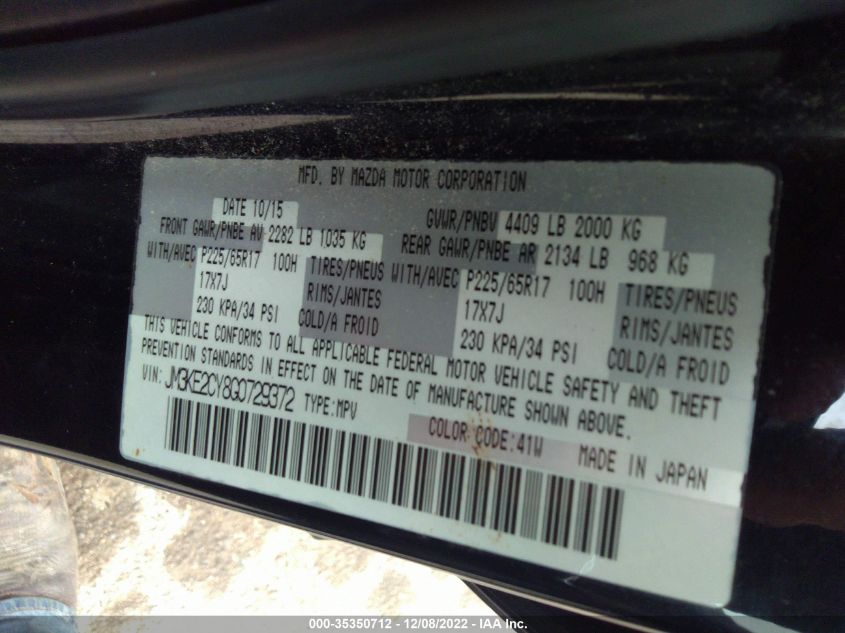 MFD. BY MAZDA MOTOR CORPORATION
DATE 10/15
GVWR/PNBV 4409 LB 2000 KG
FRONT GAWR/PNBE AV 2282 LB 1035 KG
REAR GAWR/PNBE AR 2134 LB 968 KG
WITH/AVEC P225/65R17 100H TIRES/PNEUS
17X7J RIMS/JANTES
230 KPA/34 PSI COLD/A FROID
WITH/AVEC P225/65R17 100H TIRES/PNEUS
17X7J RIMS/JANTES
230 KPA/34 PSI COLD/A FROID
THIS VEHICLE CONFORMS TO ALL APPLICABLE FEDERAL MOTOR VEHICLE SAFETY AND THEFT
PREVENTION STANDARDS IN EFFECT ON THE DATE OF MANUFACTURE SHOWN ABOVE.
VIN: JM3KE2CY8G0729372 TYPE:MPV
COLOR CODE:41W MADE IN JAPAN
000-35350712 - 12/08/2022 - IAA Inc.